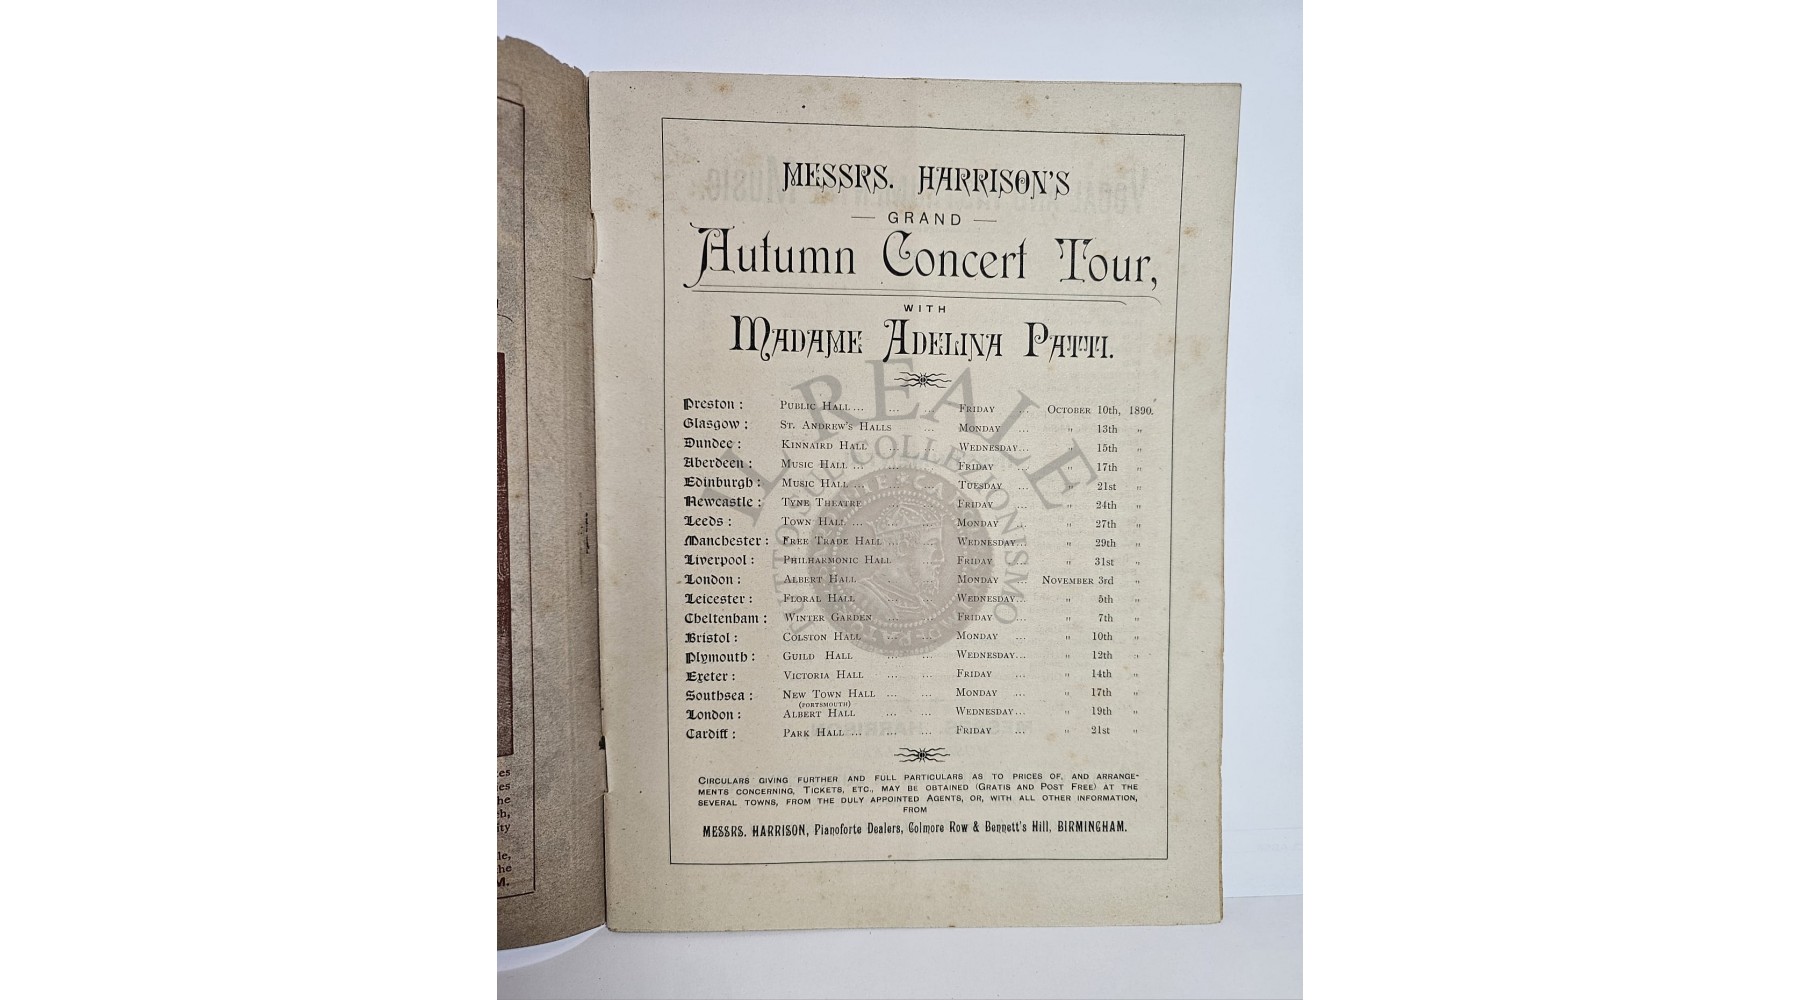 MESSRS. HARRISON'S
— GRAND —
Autumn Concert Tour,
WITH
MADAME ADELINA PATTI.
Preston: PUBLIC HALL ... ... ... FRIDAY ... OCTOBER 10th, 1890.
Glasgow: ST. ANDREW'S HALLS ... MONDAY ... " 13th "
Dundee: KINNAIRD HALL ... ... WEDNESDAY... " 15th "
Aberdeen: MUSIC HALL ... ... ... FRIDAY ... " 17th "
Edinburgh: MUSIC HALL ... ... ... TUESDAY ... " 21st "
Newcastle: TYNE THEATRE ... ... FRIDAY ... " 24th "
Leeds: TOWN HALL ... ... ... MONDAY ... " 27th "
Manchester: FREE TRADE HALL ... ... WEDNESDAY... " 29th "
Liverpool: PHILHARMONIC HALL ... FRIDAY ... " 31st "
London: ALBERT HALL ... ... MONDAY ... NOVEMBER 3rd "
Leicester: FLORAL HALL ... ... WEDNESDAY... " 5th "
Cheltenham: WINTER GARDEN ... ... FRIDAY ... " 7th "
Bristol: COLSTON HALL ... ... MONDAY ... " 10th "
Plymouth: GUILD HALL ... ... WEDNESDAY... " 12th "
Exeter: VICTORIA HALL ... ... FRIDAY ... " 14th "
Southsea: NEW TOWN HALL ... ... MONDAY ... " 17th "
(PORTSMOUTH)
London: ALBERT HALL ... ... WEDNESDAY... " 19th "
Cardiff: PARK HALL ... ... ... FRIDAY ... " 21st "
CIRCULARS GIVING FURTHER AND FULL PARTICULARS AS TO PRICES OF, AND ARRANGE-
MENTS CONCERNING, TICKETS, ETC., MAY BE OBTAINED (GRATIS AND POST FREE) AT THE
SEVERAL TOWNS, FROM THE DULY APPOINTED AGENTS, OR, WITH ALL OTHER INFORMATION,
FROM
MESSRS. HARRISON, Pianoforte Dealers, Colmore Row & Bennett's Hill, BIRMINGHAM.
IL REALE
TUTTO COLLEZIONISMO